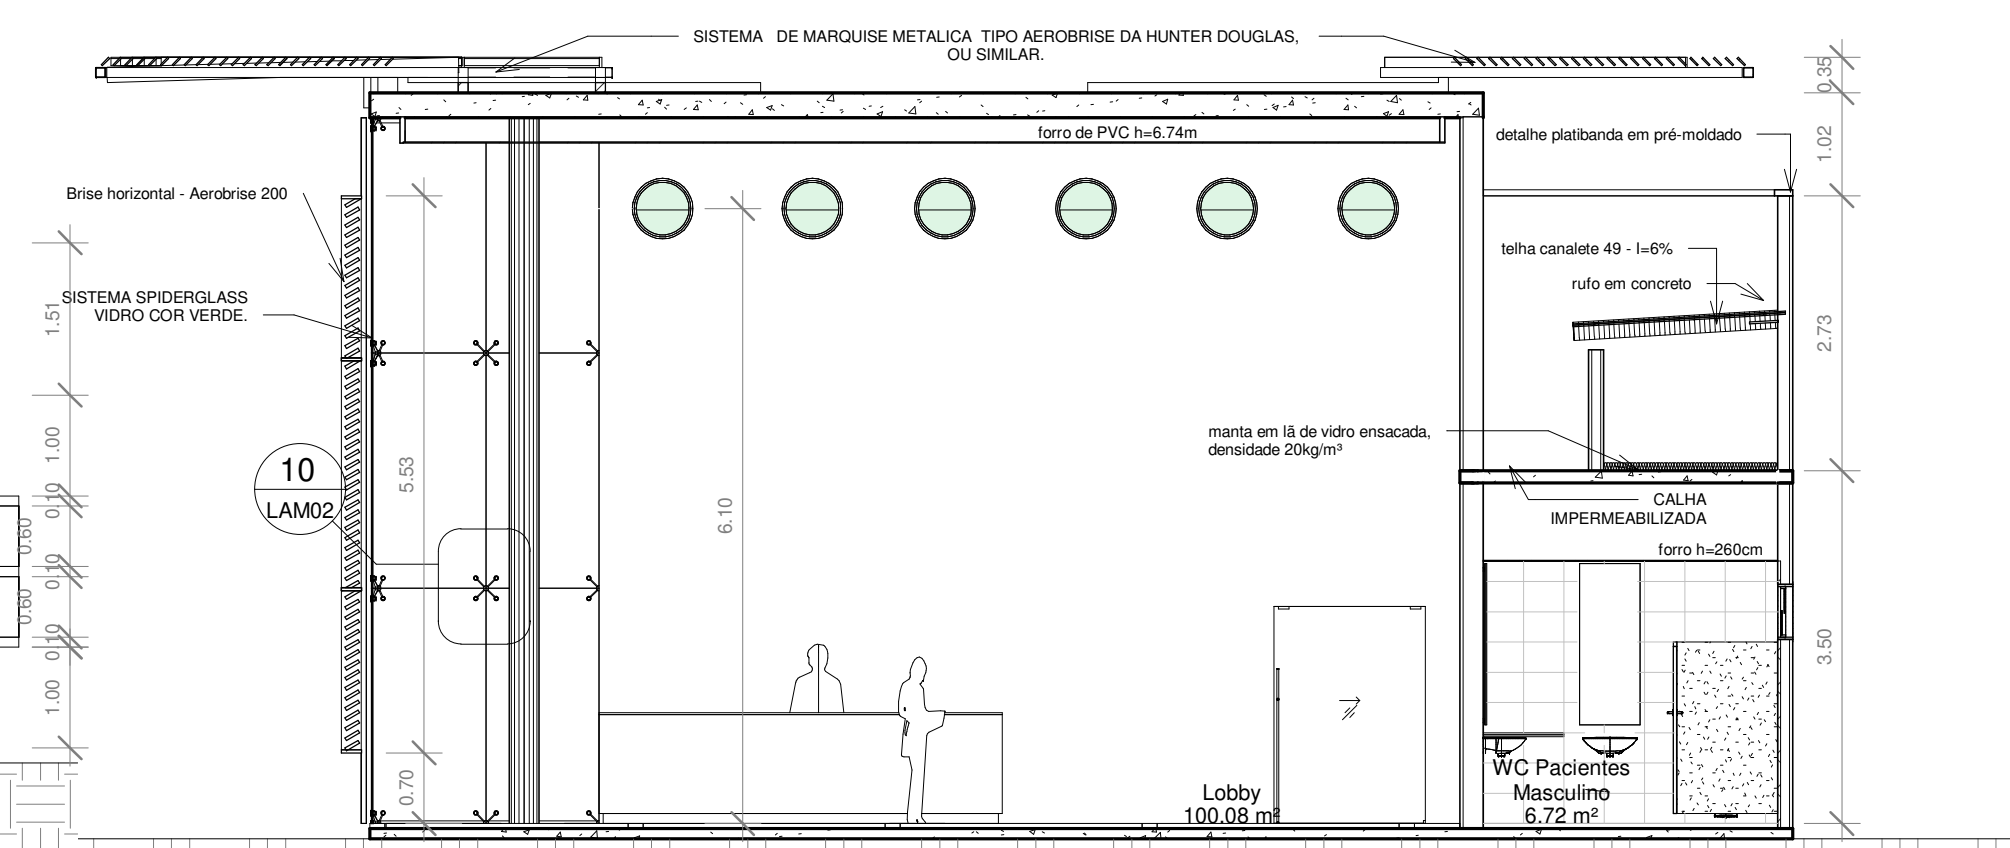 SISTEMA DE MARQUISE METALICA TIPO AEROBRISE DA HUNTER DOUGLAS,
OU SIMILAR.
0.35
forro de PVC h=6.74m
detalhe platibanda em pré-moldado
1.02
Brise horizontal - Aerobrise 200
telha canalete 49 - I=6%
rufo em concreto
SISTEMA SPIDERGLASS
VIDRO COR VERDE.
1.51
2.73
manta em lã de vidro ensacada,
densidade 20kg/m³
1.00
10
LAM02
5.53
6.10
CALHA
IMPERMEABILIZADA
forro h=260cm
0.10
0.60
0.10
0.60
0.10
1.00
3.50
0.70
Lobby
100.08 m²
WC Pacientes
Masculino
6.72 m²